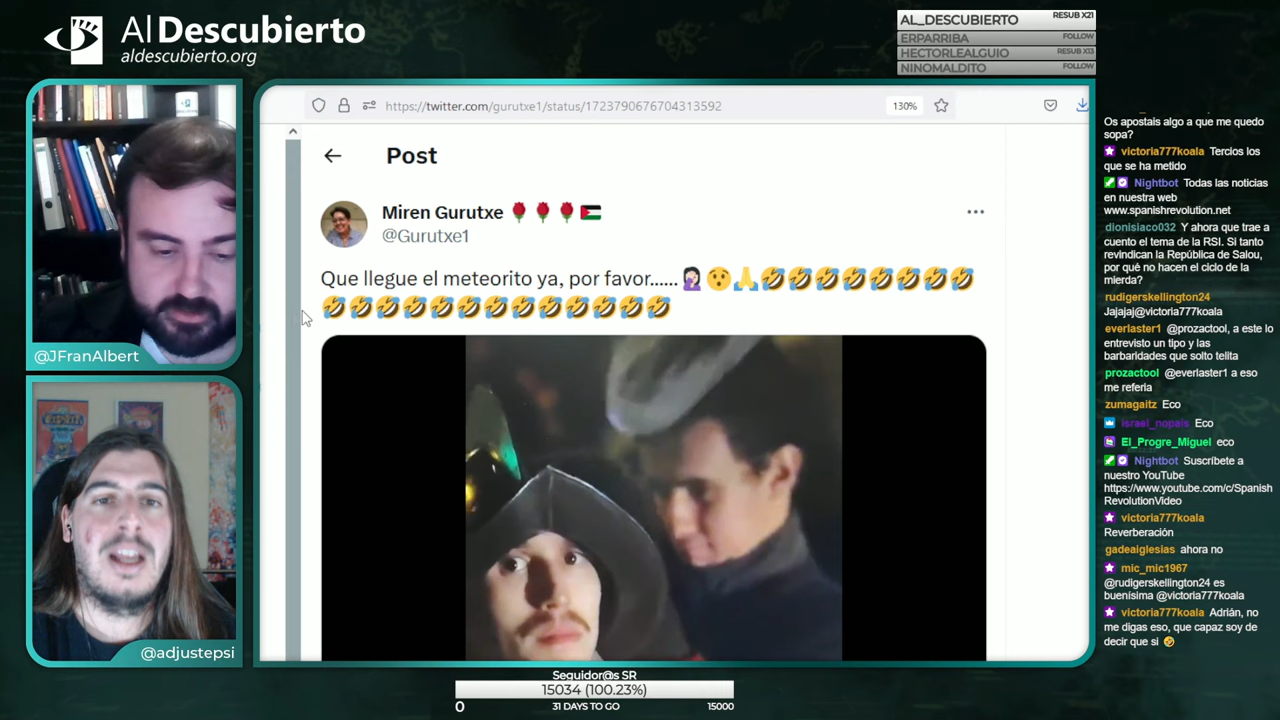 Al Descubierto
aldescubierto.org
AL_DESCUBIERTO RESUB X21
ERPARRIBA FOLLOW
HECTORLEALGUIO RESUB X13
NINOMALDITO FOLLOW
https://twitter.com/gurutxe1/status/1723790676704313592
130%
Post
Miren Gurutxe 🌹🌹🌹🇵🇸
@Gurutxe1
Que llegue el meteorito ya, por favor......🤦🏻‍♀️😯🙏🤣🤣🤣🤣🤣🤣🤣🤣
🤣🤣🤣🤣🤣🤣🤣🤣🤣🤣🤣🤣🤣
@JFranAlbert
@adjustepsi
Os apostais algo a que me quedo
sopa?
victoria777koala Tercios los
que se ha metido
Nightbot Todas las noticias
en nuestra web
www.spanishrevolution.net
dionisiaco032 Y ahora que trae a
cuento el tema de la RSI. Si tanto
revindican la República de Salou,
por qué no hacen el ciclo de la
mierda?
rudigerskellington24
Jajajaj@victoria777koala
everlaster1 @prozactool, a este lo
entrevisto un tipo y las
barbaridades que solto telita
prozactool @everlaster1 a eso
me referia
zumagaitz Eco
israel_nopais Eco
El_Progre_Miguel eco
Nightbot Suscríbete a
nuestro YouTube
https://www.youtube.com/c/Spanish
RevolutionVideo
victoria777koala
Reverberación
gadeaiglesias ahora no
mic_mic1967
@rudigerskellington24 es
buenísima @victoria777koala
victoria777koala Adrián, no
me digas eso, que capaz soy de
decir que si 🤣
Seguidor@s SR
15034 (100.23%)
0 31 DAYS TO GO 15000